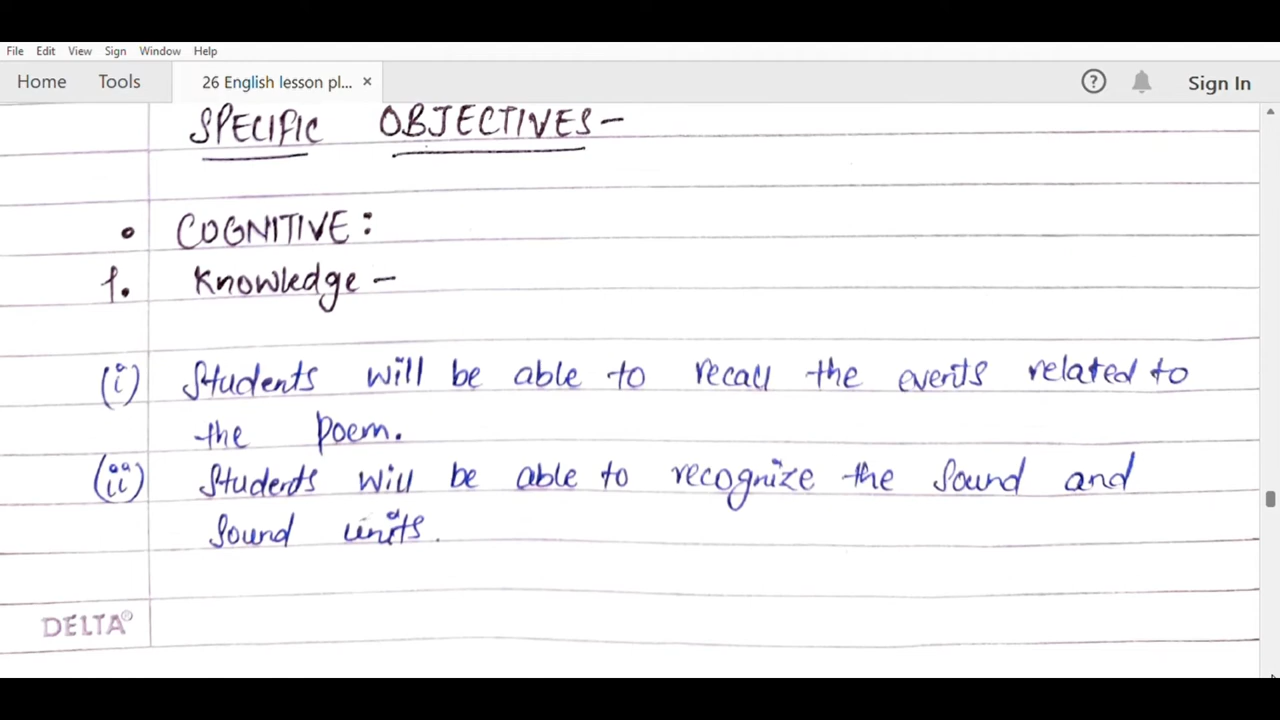 File Edit View Sign Window Help
Home Tools 26 English lesson pl... × ? Sign In
SPECIFIC OBJECTIVES -
• COGNITIVE:
1. Knowledge -
(i) Students will be able to recall the events related to
the poem.
(ii) Students will be able to recognize the sound and
sound units.
DELTA®